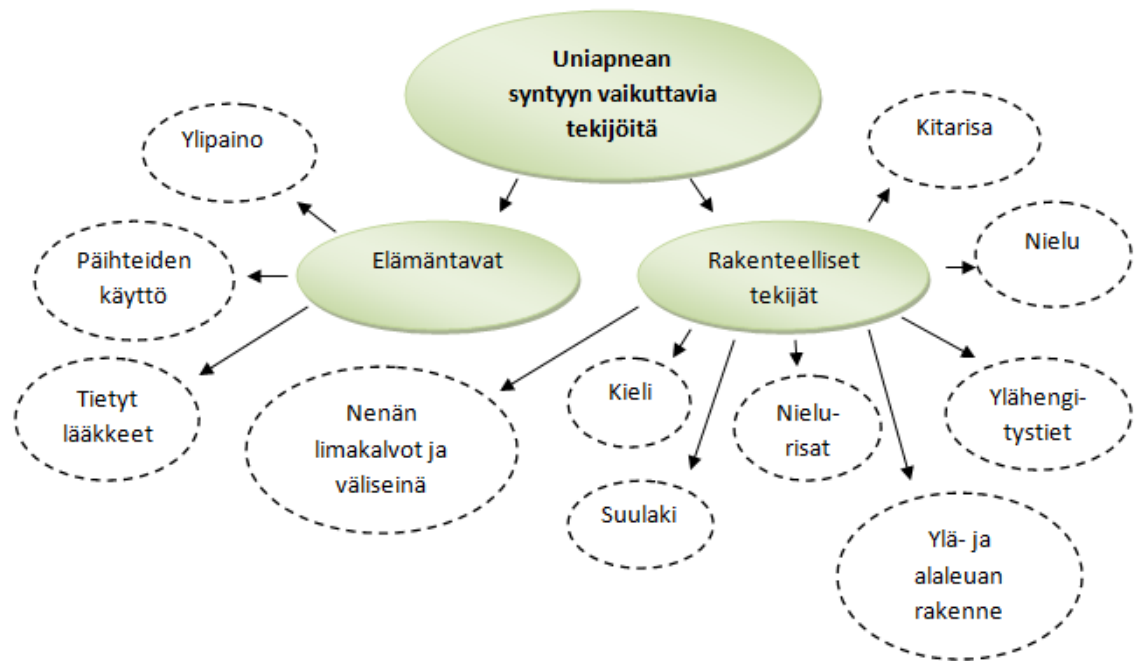 Uniapnean
syntyyn vaikuttavia
tekijöitä
Ylipaino
Kitarisa
Päihteiden
käyttö
Elämäntavat
Rakenteelliset
tekijät
Nielu
Tietyt
lääkkeet
Nenän
limakalvot ja
väliseinä
Kieli
Nielu-
risat
Ylähengi-
tystiet
Suulaki
Ylä- ja
alaleuan
rakenne